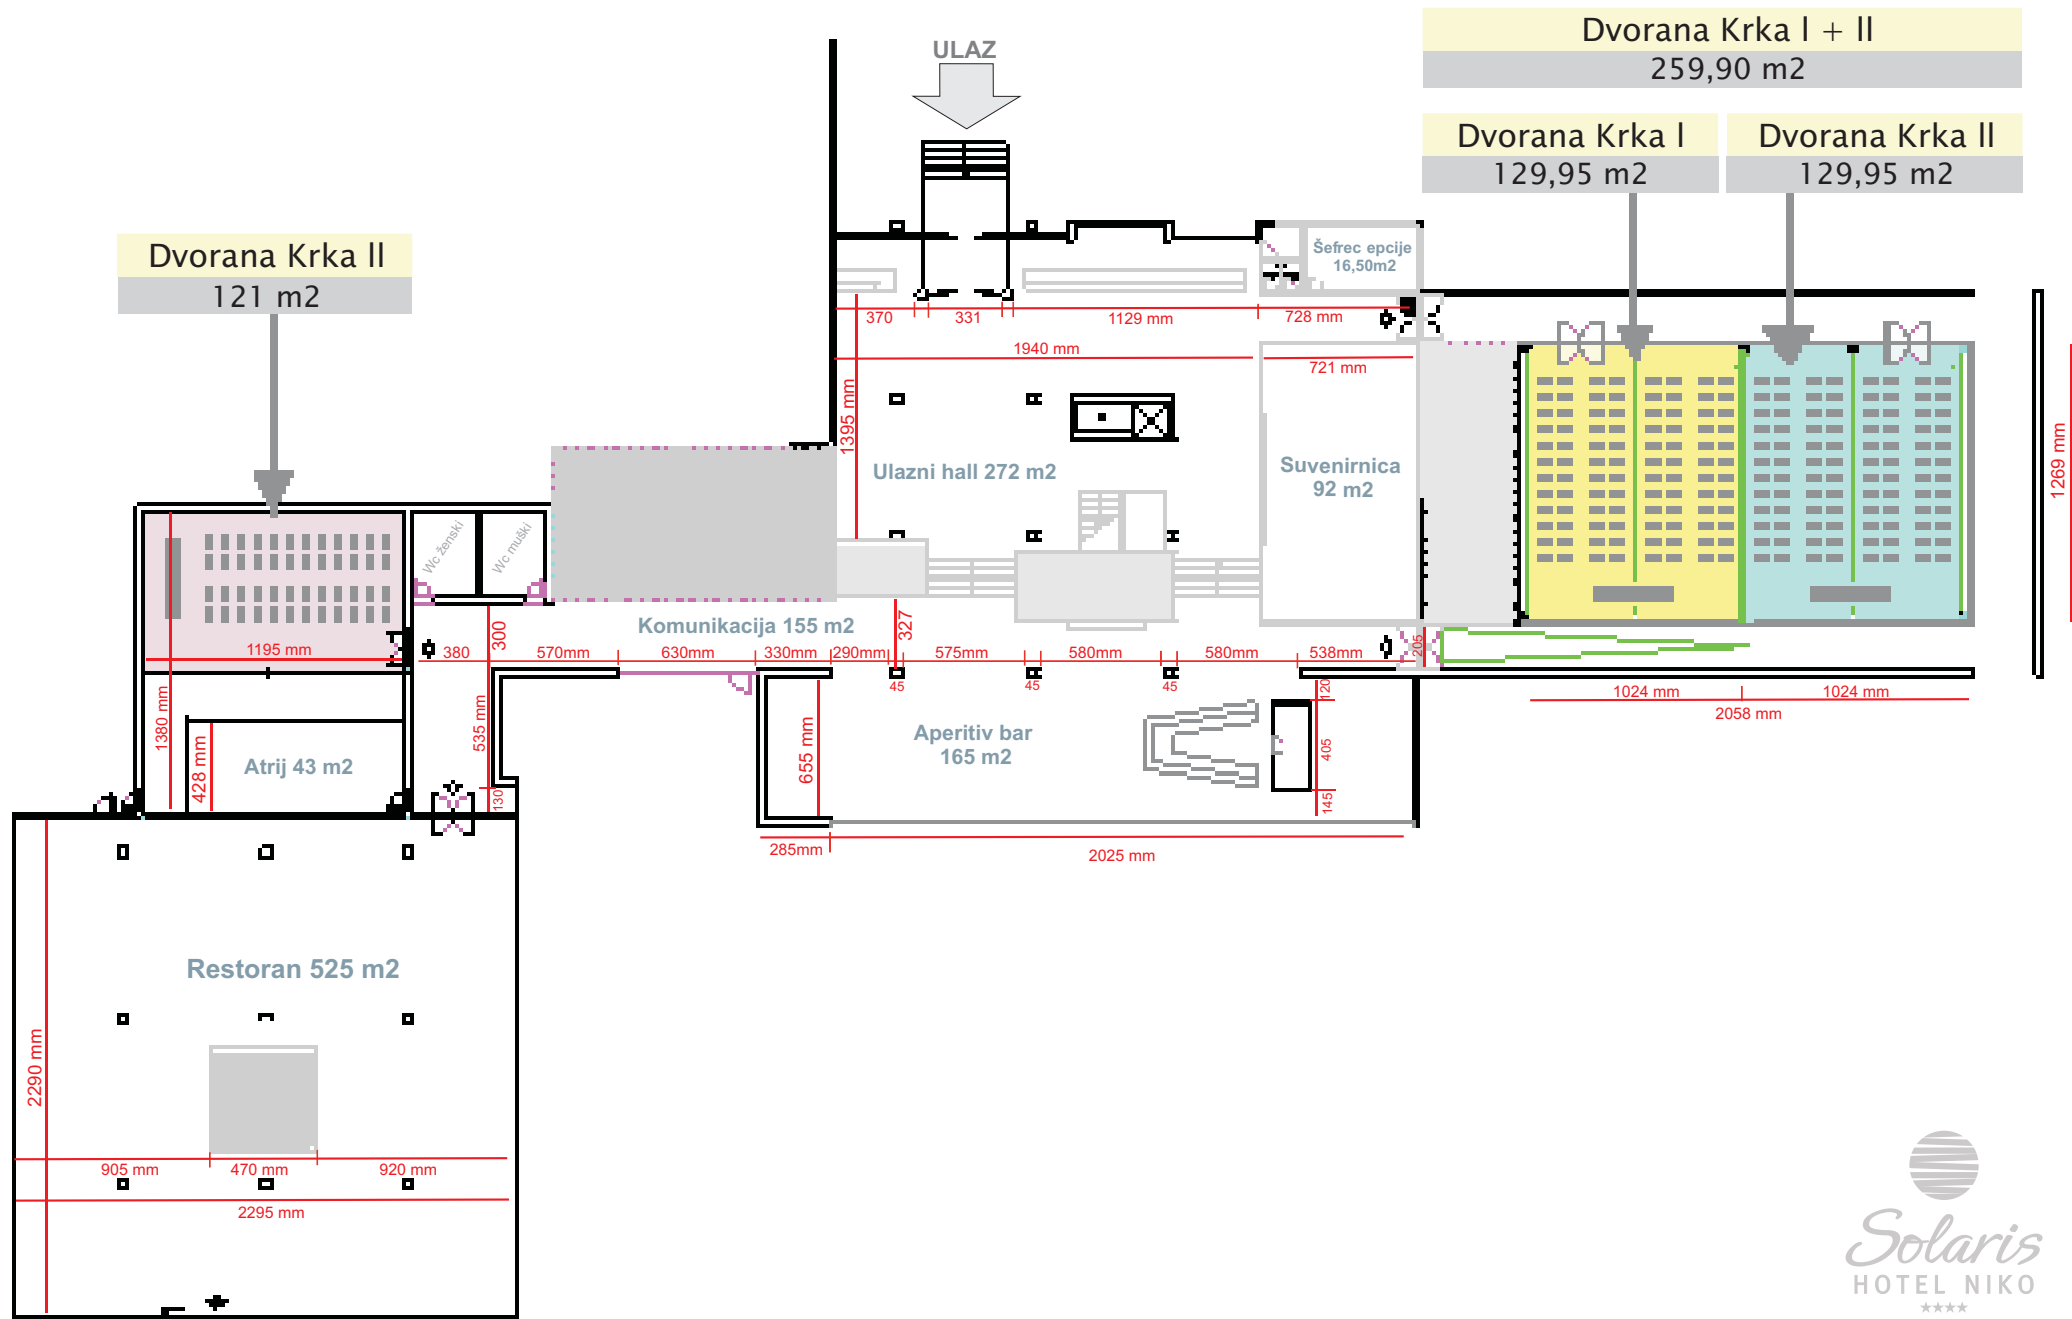 ULAZ
Dvorana Krka l + ll
259,90 m2
Dvorana Krka l
129,95 m2
Dvorana Krka ll
129,95 m2
Dvorana Krka ll
121 m2
Šefrec epcije
16,50m2
370
331
1129 mm
728 mm
1940 mm
721 mm
1395 mm
Ulazni hall 272 m2
Suvenirnica
92 m2
1269 mm
Wc ženski
Wc muški
Komunikacija 155 m2
327
300
205
1195 mm
380
570mm
630mm
330mm
290mm
575mm
580mm
580mm
538mm
45
45
45
120
1024 mm
1024 mm
2058 mm
1380 mm
535 mm
428 mm
Atrij 43 m2
130
655 mm
Aperitiv bar
165 m2
405
145
285mm
2025 mm
Restoran 525 m2
2290 mm
905 mm
470 mm
920 mm
2295 mm
Solaris
HOTEL NIKO